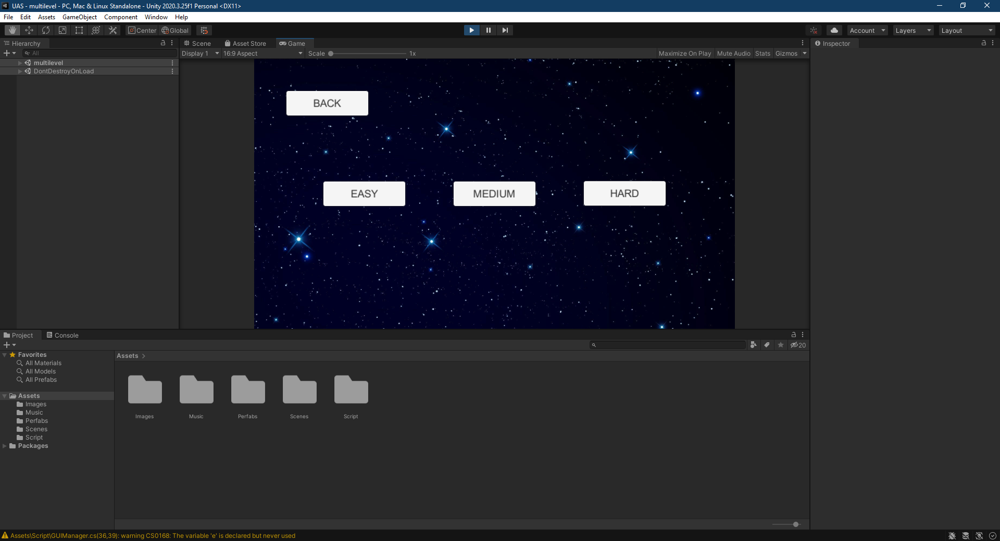 UAS - multilevel - PC, Mac & Linux Standalone - Unity 2020.3.25f1 Personal <DX11>
File Edit Assets GameObject Component Window Help
Center Global Account Layers Layout
Hierarchy Scene Asset Store Game Inspector
All Display 1 16:9 Aspect Scale 1x Maximize On Play Mute Audio Stats Gizmos
multilevel
DontDestroyOnLoad
BACK
EASY MEDIUM HARD
Project Console
20
Favorites Assets
All Materials
All Models
All Prefabs
Assets
Images
Music
Perfabs
Scenes
Script
Packages
Images Music Perfabs Scenes Script
Assets\Script\GUIManager.cs(36,39): warning CS0168: The variable 'e' is declared but never used